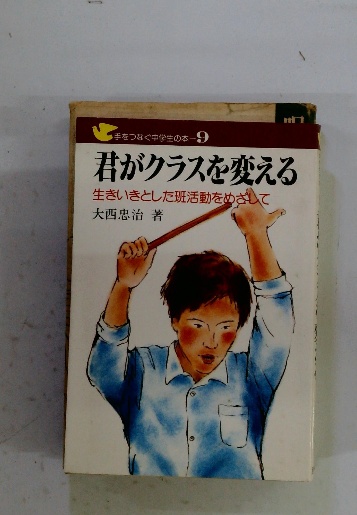 手をつなぐ中学生の本—9
君がクラスを変える
生きいきとした班活動をめざして
大西忠治 著